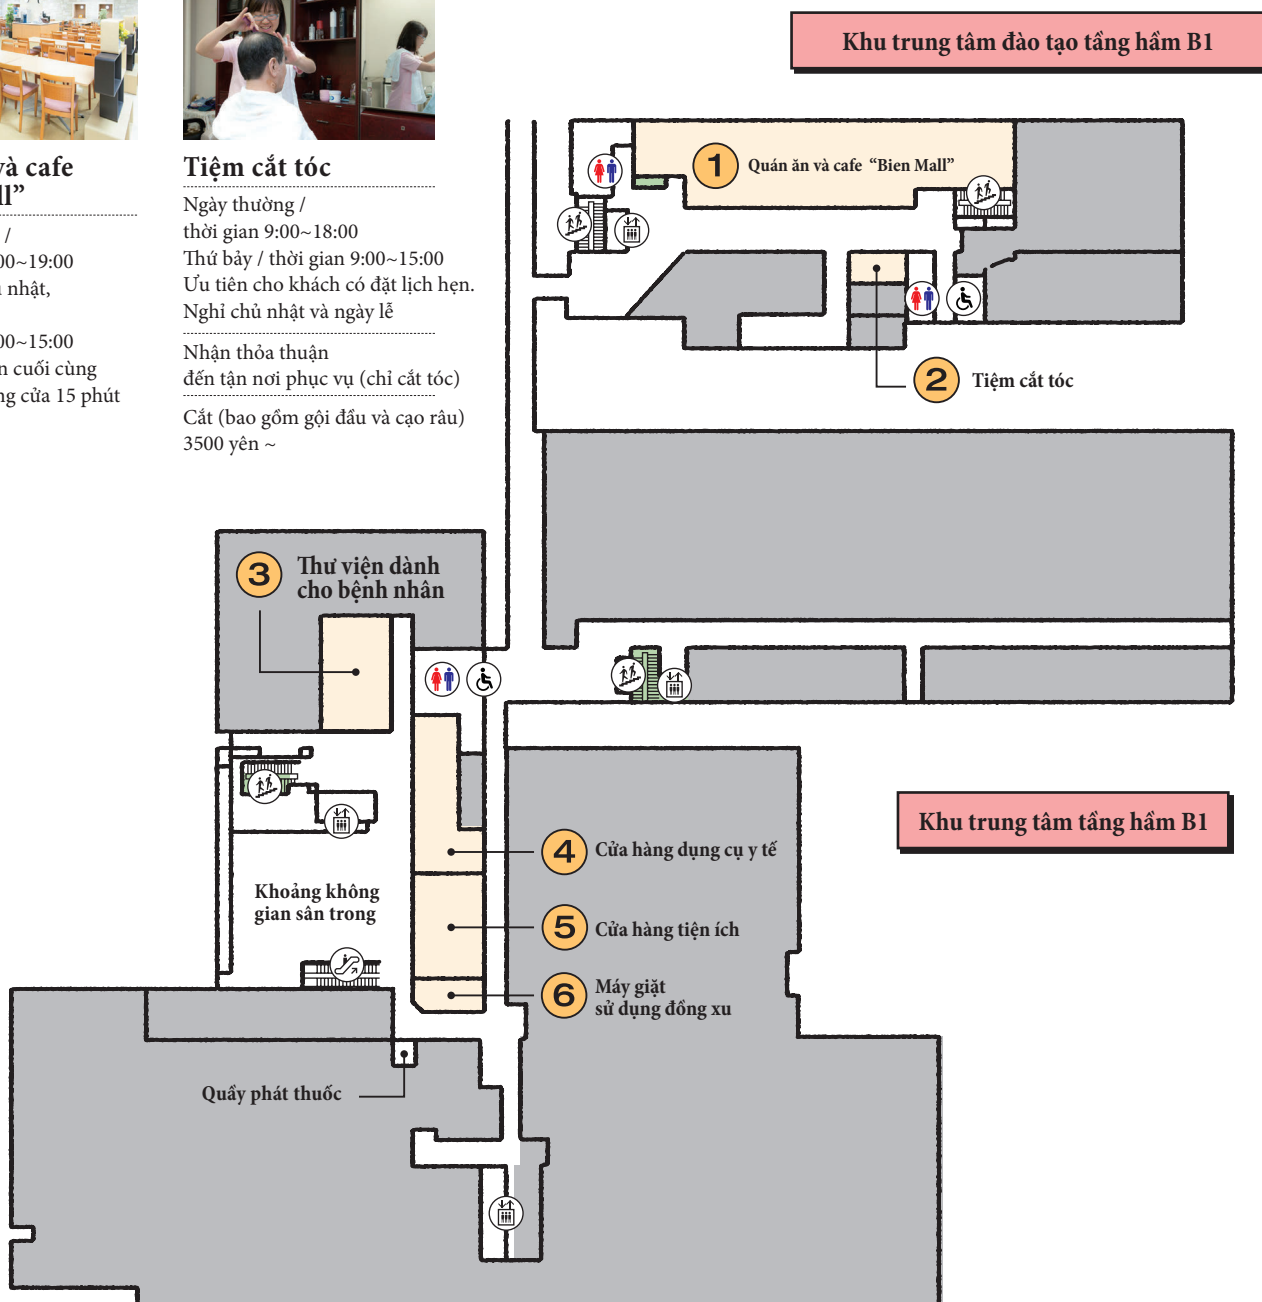 và cafe
ll”
/
00~19:00
nhật,
00~15:00
cuối cùng
cửa 15 phút
Tiệm cắt tóc
Ngày thường /
thời gian 9:00~18:00
Thứ bảy / thời gian 9:00~15:00
Ưu tiên cho khách có đặt lịch hẹn.
Nghỉ chủ nhật và ngày lễ
Nhận thỏa thuận
đến tận nơi phục vụ (chỉ cắt tóc)
Cắt (bao gồm gội đầu và cạo râu)
3500 yên ~
Khu trung tâm đào tạo tầng hầm B1
1 Quán ăn và cafe “Bien Mall”
2 Tiệm cắt tóc
3 Thư viện dành
cho bệnh nhân
Khu trung tâm tầng hầm B1
4 Cửa hàng dụng cụ y tế
Khoảng không
gian sân trong
5 Cửa hàng tiện ích
6 Máy giặt
sử dụng đồng xu
Quầy phát thuốc